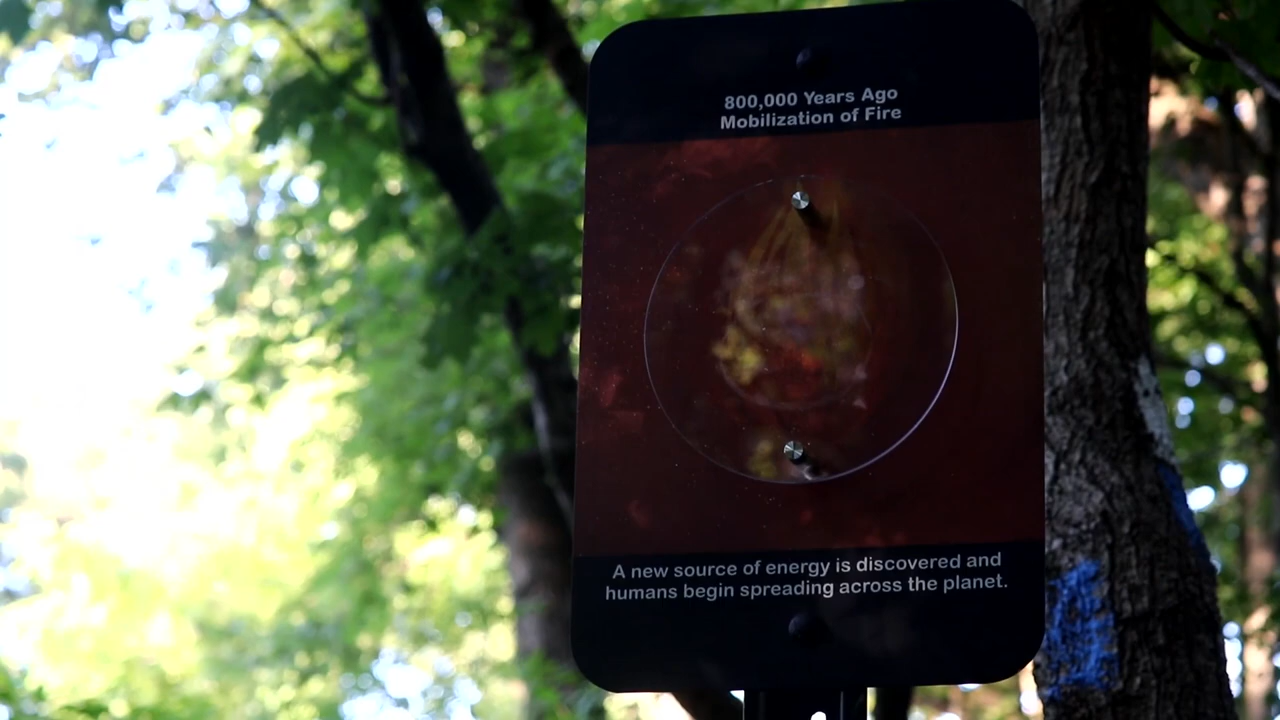 800,000 Years Ago
Mobilization of Fire
A new source of energy is discovered and
humans begin spreading across the planet.